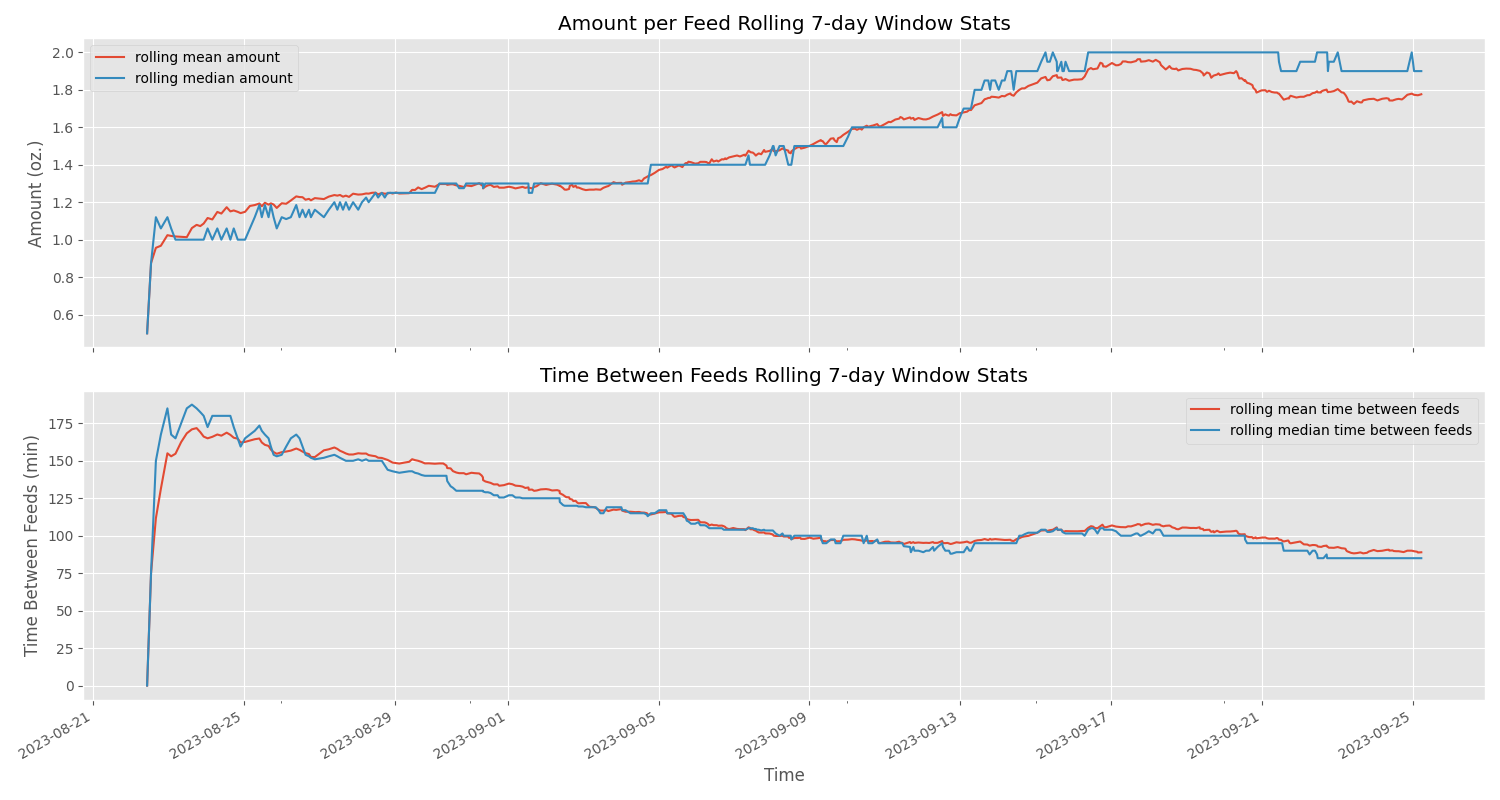 Amount per Feed Rolling 7-day Window Stats
rolling mean amount
rolling median amount
Amount (oz.)
2.0
1.8
1.6
1.4
1.2
1.0
0.8
0.6
Time Between Feeds Rolling 7-day Window Stats
rolling mean time between feeds
rolling median time between feeds
Time Between Feeds (min)
175
150
125
100
75
50
25
0
2023-08-21
2023-08-25
2023-08-29
2023-09-01
2023-09-05
2023-09-09
2023-09-13
2023-09-17
2023-09-21
2023-09-25
Time